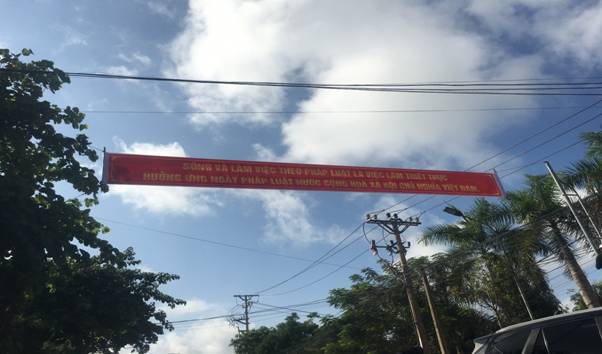 SỐNG VÀ LÀM VIỆC THEO PHÁP LUẬT LÀ VIỆC LÀM THIẾT THỰC
HƯỞNG ỨNG NGÀY PHÁP LUẬT NƯỚC CỘNG HOÀ XÃ HỘI CHỦ NGHĨA VIỆT NAM.